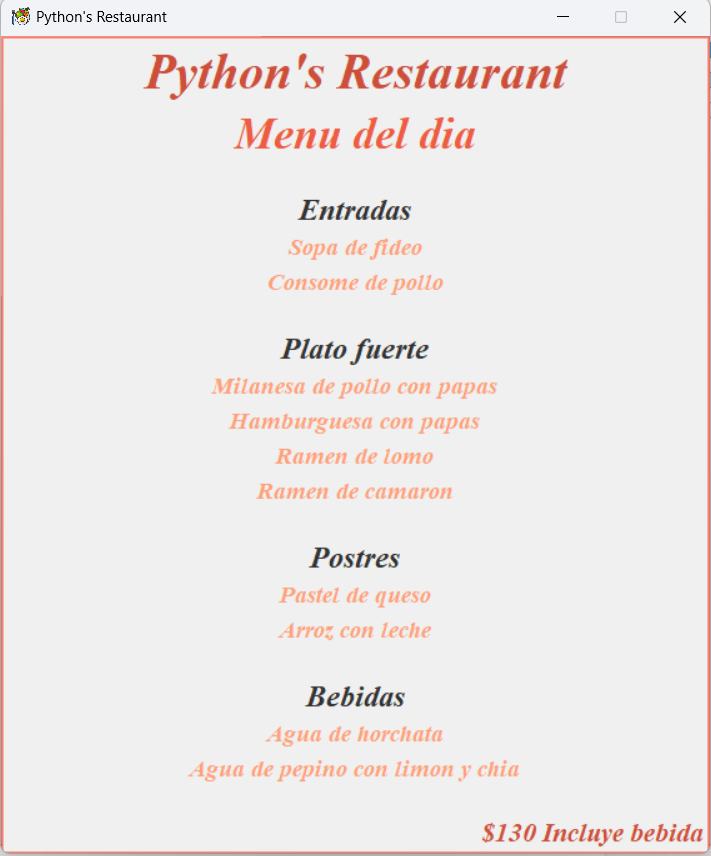 Python's Restaurant
Python's Restaurant
Menu del dia
Entradas
Sopa de fideo
Consome de pollo
Plato fuerte
Milanesa de pollo con papas
Hamburguesa con papas
Ramen de lomo
Ramen de camaron
Postres
Pastel de queso
Arroz con leche
Bebidas
Agua de horchata
Agua de pepino con limon y chia
$130 Incluye bebida